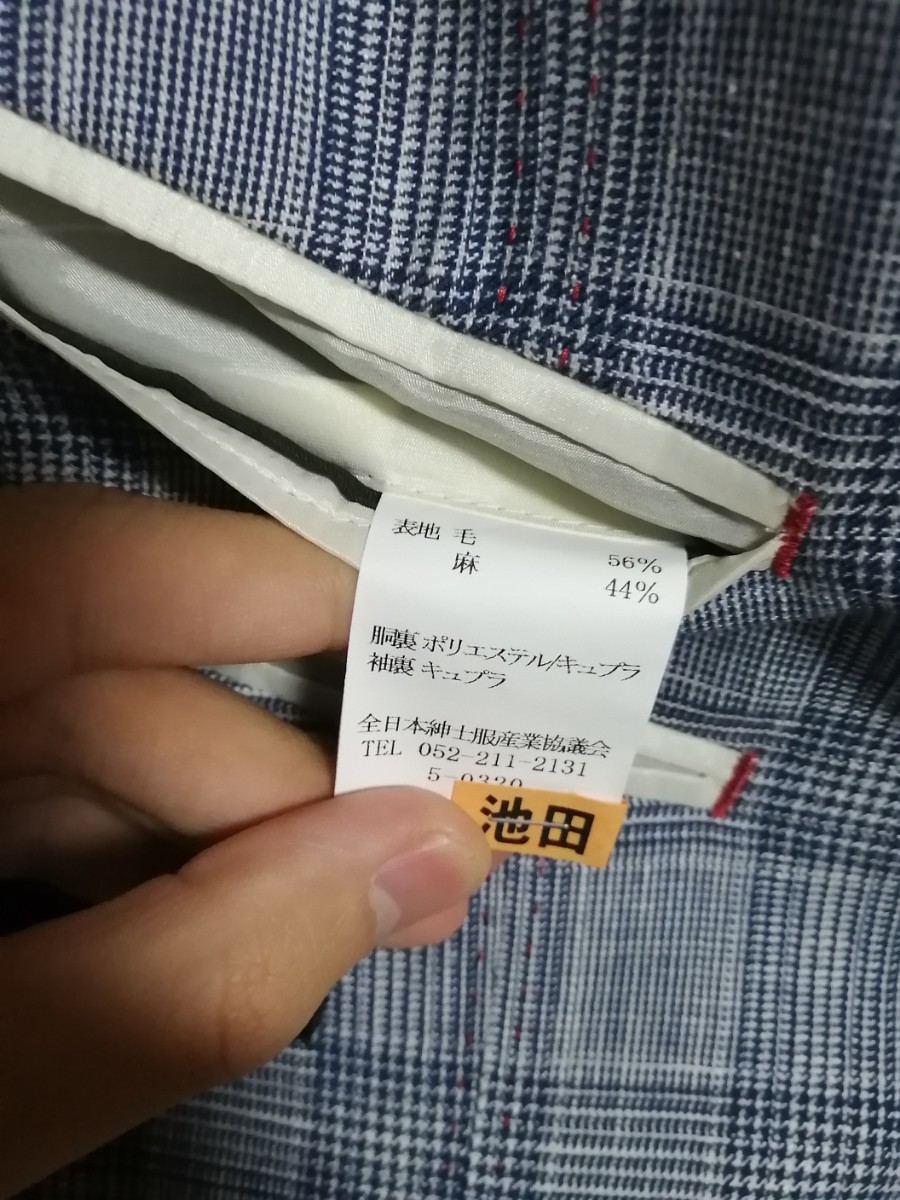 表地 毛 56%
麻 44%
胴裏 ポリエステル/キュプラ
袖裏 キュプラ
全日本紳士服産業協議会
TEL 052-211-2131
5-0320
池田